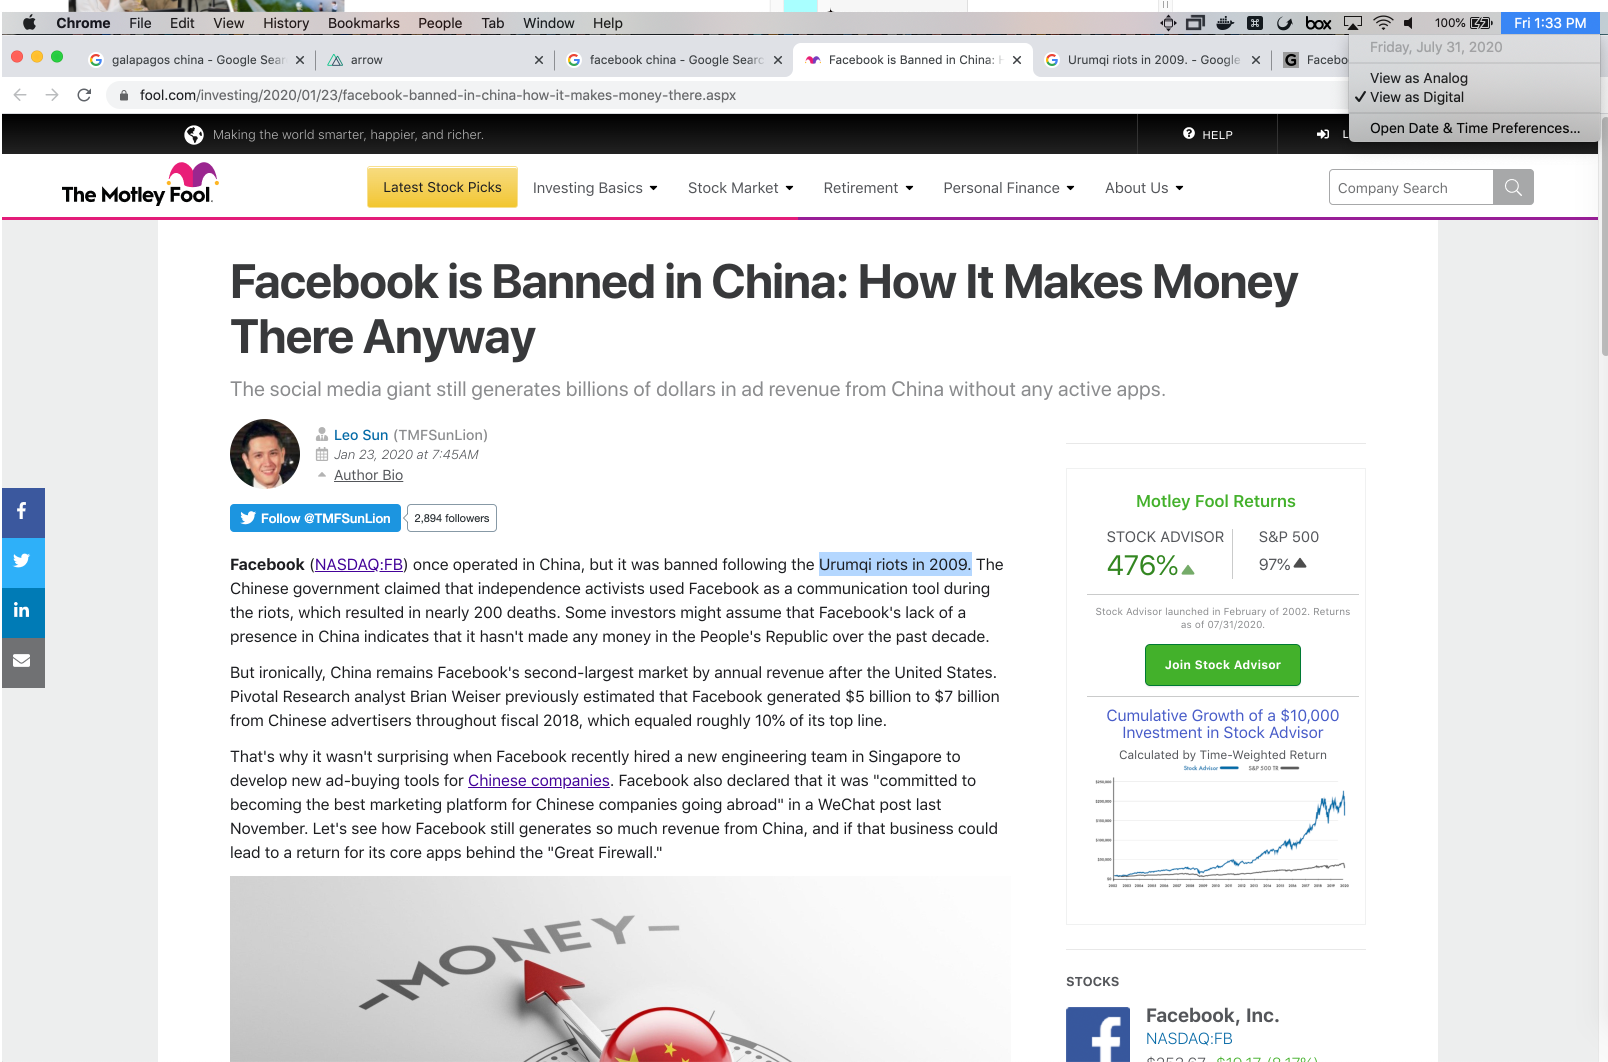 Chrome File Edit View History Bookmarks People Tab Window Help
box 100% Fri 1:33 PM
Friday, July 31, 2020
View as Analog
✓ View as Digital
Open Date & Time Preferences...
galapagos china - Google Sear
arrow
facebook china - Google Searc
Facebook is Banned in China: H
Urumqi riots in 2009. - Google
Facebo
fool.com/investing/2020/01/23/facebook-banned-in-china-how-it-makes-money-there.aspx
Making the world smarter, happier, and richer.
HELP
L
The Motley Fool.
Latest Stock Picks
Investing Basics
Stock Market
Retirement
Personal Finance
About Us
Company Search
Facebook is Banned in China: How It Makes Money
There Anyway
The social media giant still generates billions of dollars in ad revenue from China without any active apps.
Leo Sun (TMFSunLion)
Jan 23, 2020 at 7:45AM
Author Bio
Follow @TMFSunLion
2,894 followers
Facebook (NASDAQ:FB) once operated in China, but it was banned following the Urumqi riots in 2009. The
Chinese government claimed that independence activists used Facebook as a communication tool during
the riots, which resulted in nearly 200 deaths. Some investors might assume that Facebook's lack of a
presence in China indicates that it hasn't made any money in the People's Republic over the past decade.
But ironically, China remains Facebook's second-largest market by annual revenue after the United States.
Pivotal Research analyst Brian Weiser previously estimated that Facebook generated $5 billion to $7 billion
from Chinese advertisers throughout fiscal 2018, which equaled roughly 10% of its top line.
That's why it wasn't surprising when Facebook recently hired a new engineering team in Singapore to
develop new ad-buying tools for Chinese companies. Facebook also declared that it was "committed to
becoming the best marketing platform for Chinese companies going abroad" in a WeChat post last
November. Let's see how Facebook still generates so much revenue from China, and if that business could
lead to a return for its core apps behind the "Great Firewall."
MONEY
Motley Fool Returns
STOCK ADVISOR S&P 500
476% 97%
Stock Advisor launched in February of 2002. Returns
as of 07/31/2020.
Join Stock Advisor
Cumulative Growth of a $10,000
Investment in Stock Advisor
Calculated by Time-Weighted Return
Stock Advisor S&P 500 TR
STOCKS
Facebook, Inc.
NASDAQ:FB